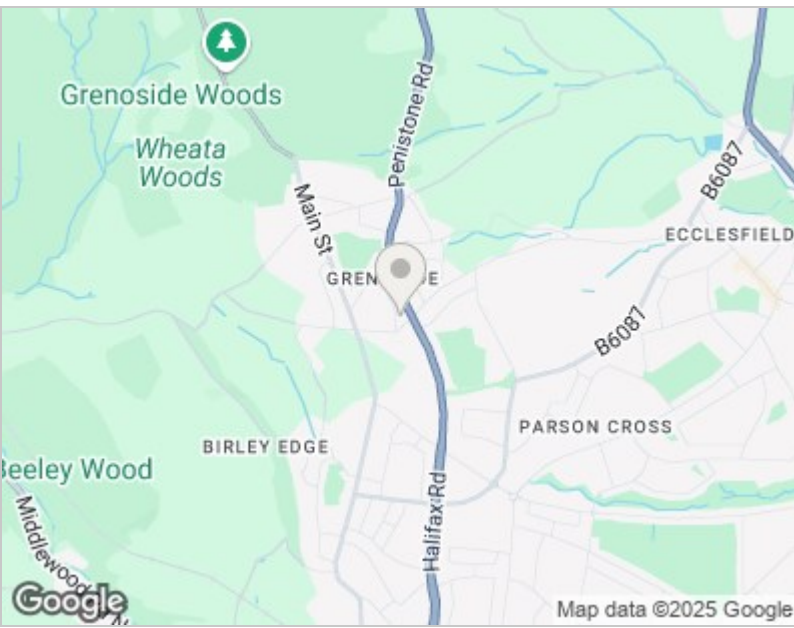 Penistone Rd
Grenoside Woods
Wheata
Woods
B6087
Main St
ECCLESFIELD
B6087
PARSON CROSS
BIRLEY EDGE
Beeley Wood
Halifax Rd
Google
Map data ©2025 Google